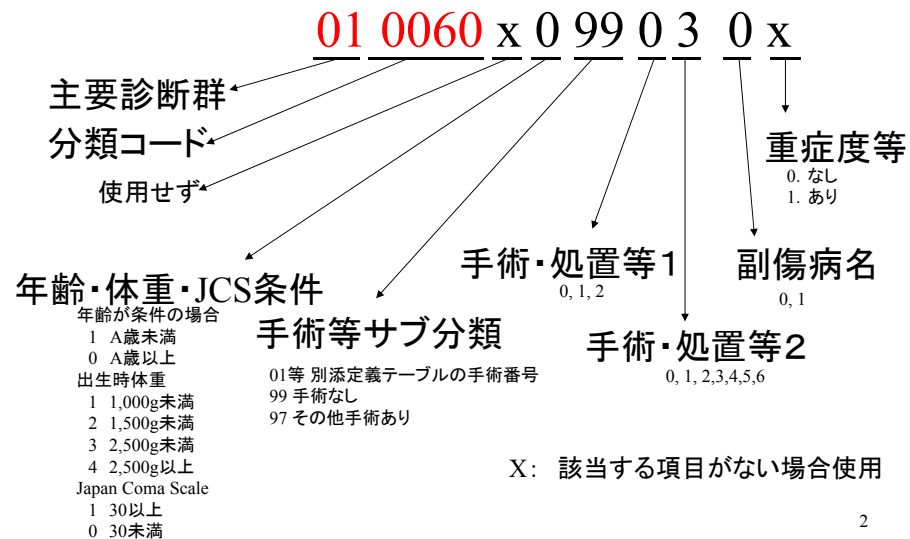 01 0060 x 0 99 0 3 0 x
主要診断群
分類コード
使用せず
重症度等
0. なし
1. あり
年齢・体重・JCS条件
年齢が条件の場合
1 A歳未満
0 A歳以上
出生時体重
1 1,000g未満
2 1,500g未満
3 2,500g未満
4 2,500g以上
Japan Coma Scale
1 30以上
0 30未満
手術等サブ分類
01等 別添定義テーブルの手術番号
99 手術なし
97 その他手術あり
手術・処置等1
0, 1, 2
手術・処置等2
0, 1, 2,3,4,5,6
副傷病名
0, 1
X: 該当する項目がない場合使用
2